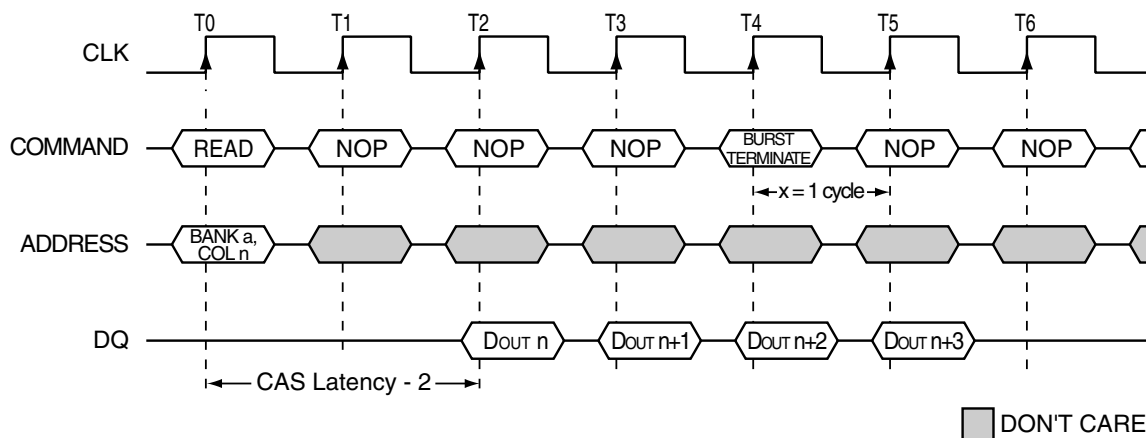 T0 T1 T2 T3 T4 T5 T6
CLK
COMMAND READ NOP NOP NOP BURST TERMINATE NOP NOP
x = 1 cycle
ADDRESS BANK a, COL n
DQ DOUT n DOUT n+1 DOUT n+2 DOUT n+3
CAS Latency - 2
DON'T CARE